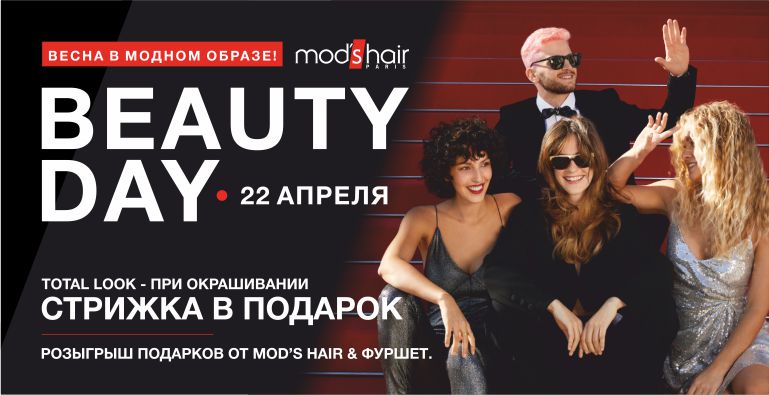 ВЕСНА В МОДНОМ ОБРАЗЕ!
mod's hair
PARIS
BEAUTY
DAY • 22 АПРЕЛЯ
TOTAL LOOK - ПРИ ОКРАШИВАНИИ
СТРИЖКА В ПОДАРОК
РОЗЫГРЫШ ПОДАРКОВ ОТ MOD'S HAIR & ФУРШЕТ.